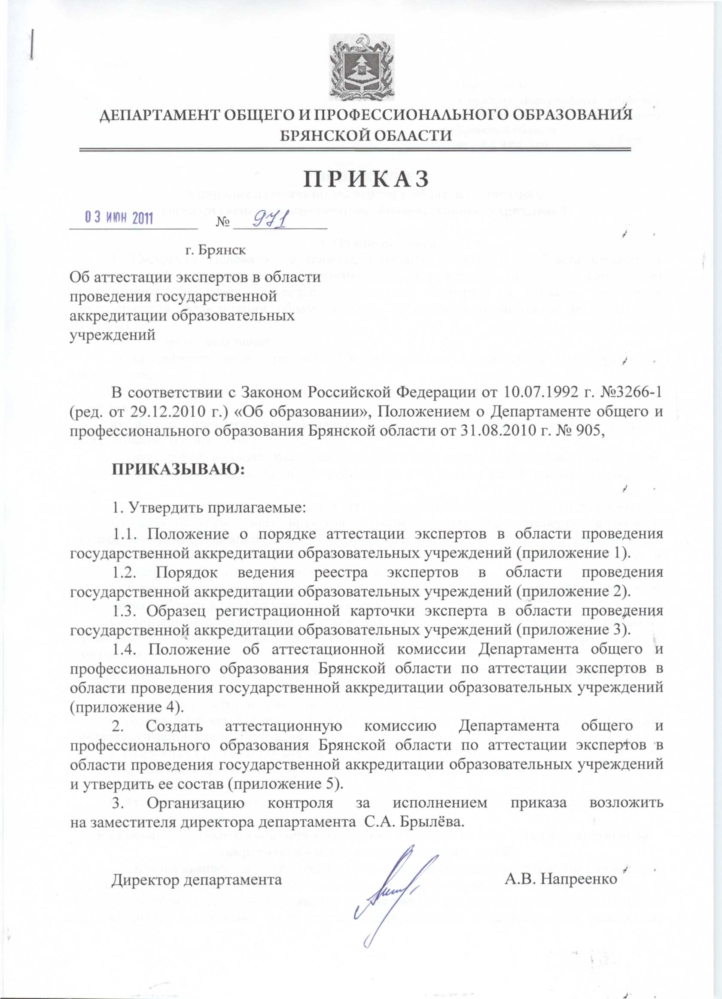 ДЕПАРТАМЕНТ ОБЩЕГО И ПРОФЕССИОНАЛЬНОГО ОБРАЗОВАНИЯ
БРЯНСКОЙ ОБЛАСТИ
ПРИКАЗ
03 ИЮН 2011 № 971
г. Брянск
Об аттестации экспертов в области
проведения государственной
аккредитации образовательных
учреждений
В соответствии с Законом Российской Федерации от 10.07.1992 г. №3266-1
(ред. от 29.12.2010 г.) «Об образовании», Положением о Департаменте общего и
профессионального образования Брянской области от 31.08.2010 г. № 905,
ПРИКАЗЫВАЮ:
1. Утвердить прилагаемые:
1.1. Положение о порядке аттестации экспертов в области проведения
государственной аккредитации образовательных учреждений (приложение 1).
1.2. Порядок ведения реестра экспертов в области проведения
государственной аккредитации образовательных учреждений (приложение 2).
1.3. Образец регистрационной карточки эксперта в области проведения
государственной аккредитации образовательных учреждений (приложение 3).
1.4. Положение об аттестационной комиссии Департамента общего и
профессионального образования Брянской области по аттестации экспертов в
области проведения государственной аккредитации образовательных учреждений
(приложение 4).
2. Создать аттестационную комиссию Департамента общего и
профессионального образования Брянской области по аттестации экспертов в
области проведения государственной аккредитации образовательных учреждений
и утвердить ее состав (приложение 5).
3. Организацию контроля за исполнением приказа возложить
на заместителя директора департамента С.А. Брылёва.
Директор департамента А.В. Напреенко